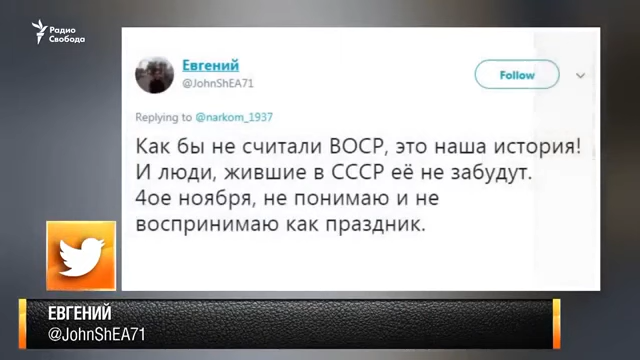 Радио
Свобода
Евгений
@JohnShEA71
Follow
Replying to @narkom_1937
Как бы не считали ВОСР, это наша история!
И люди, жившие в СССР её не забудут.
4ое ноября, не понимаю и не
воспринимаю как праздник.
ЕВГЕНИЙ
@JohnShEA71